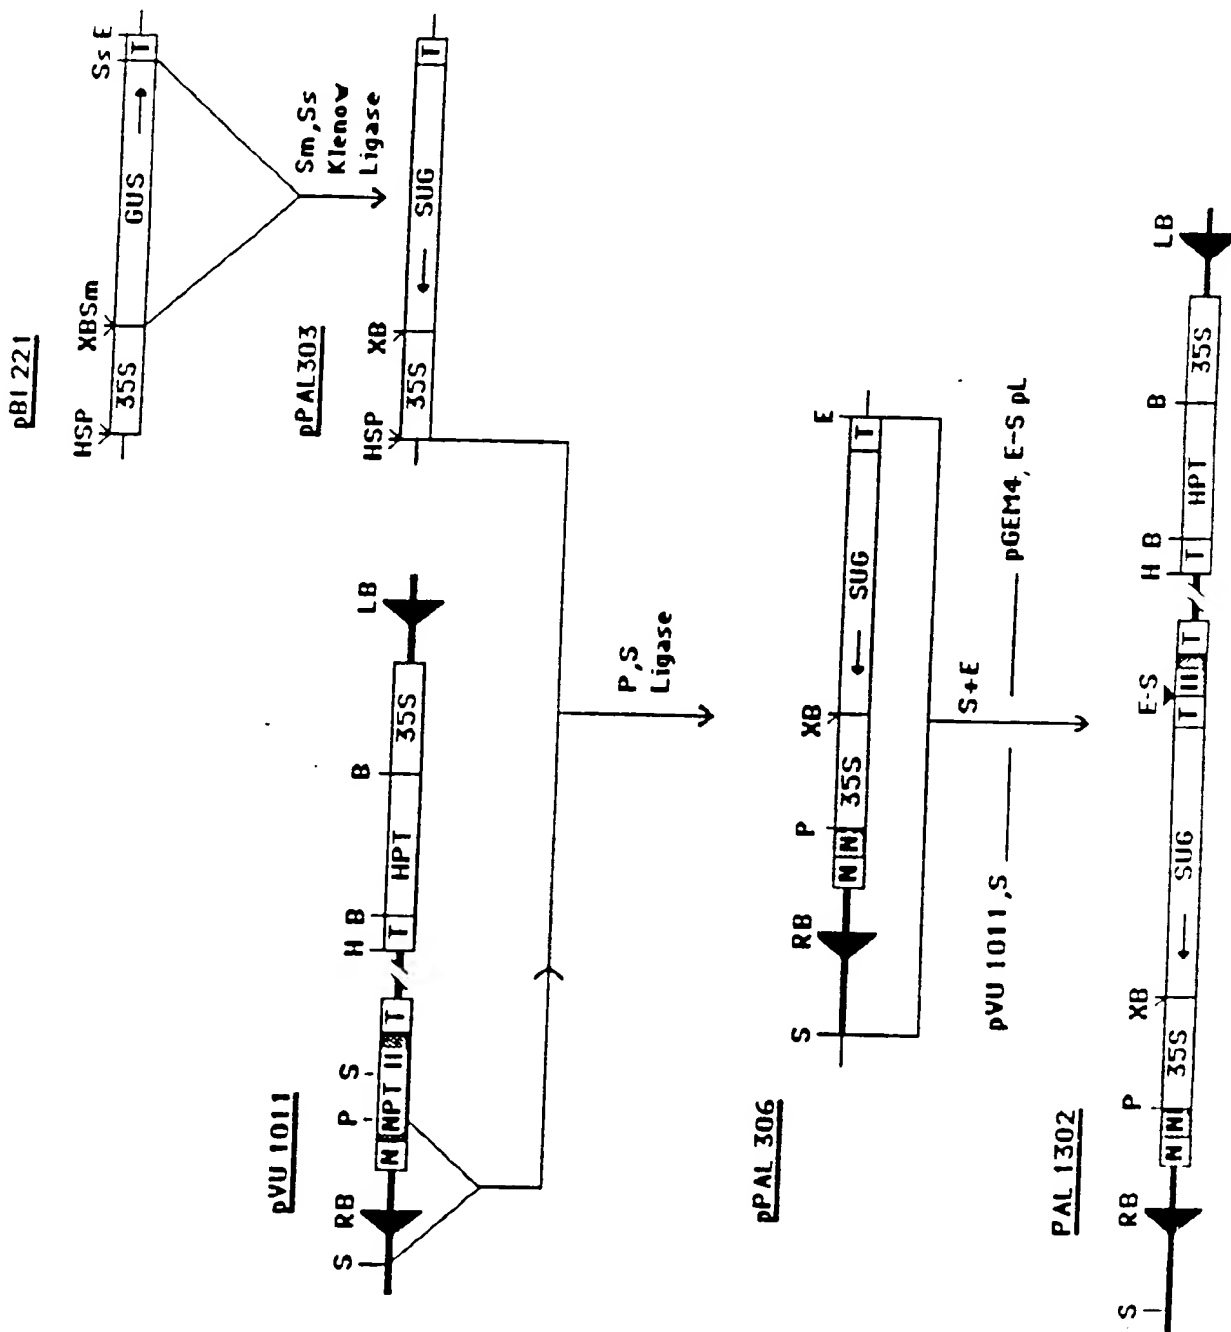 pBI 221
HSP XBSm Ss E
35S GUS T
Sm,Ss
Klenow
Ligase
pPAL303
HSP XB
35S SUG T
pVU 1011
S RB P S H B B LB
N NPT II T T HPT 35S
P,S
Ligase
pPAL 306
S RB P XB E
N N 35S SUG T
S+E
pVU 1011,S pGEM4, E-S pL
PAL 1302
S RB P XB E-S H B B LB
N N 35S SUG T II T T HPT 35S